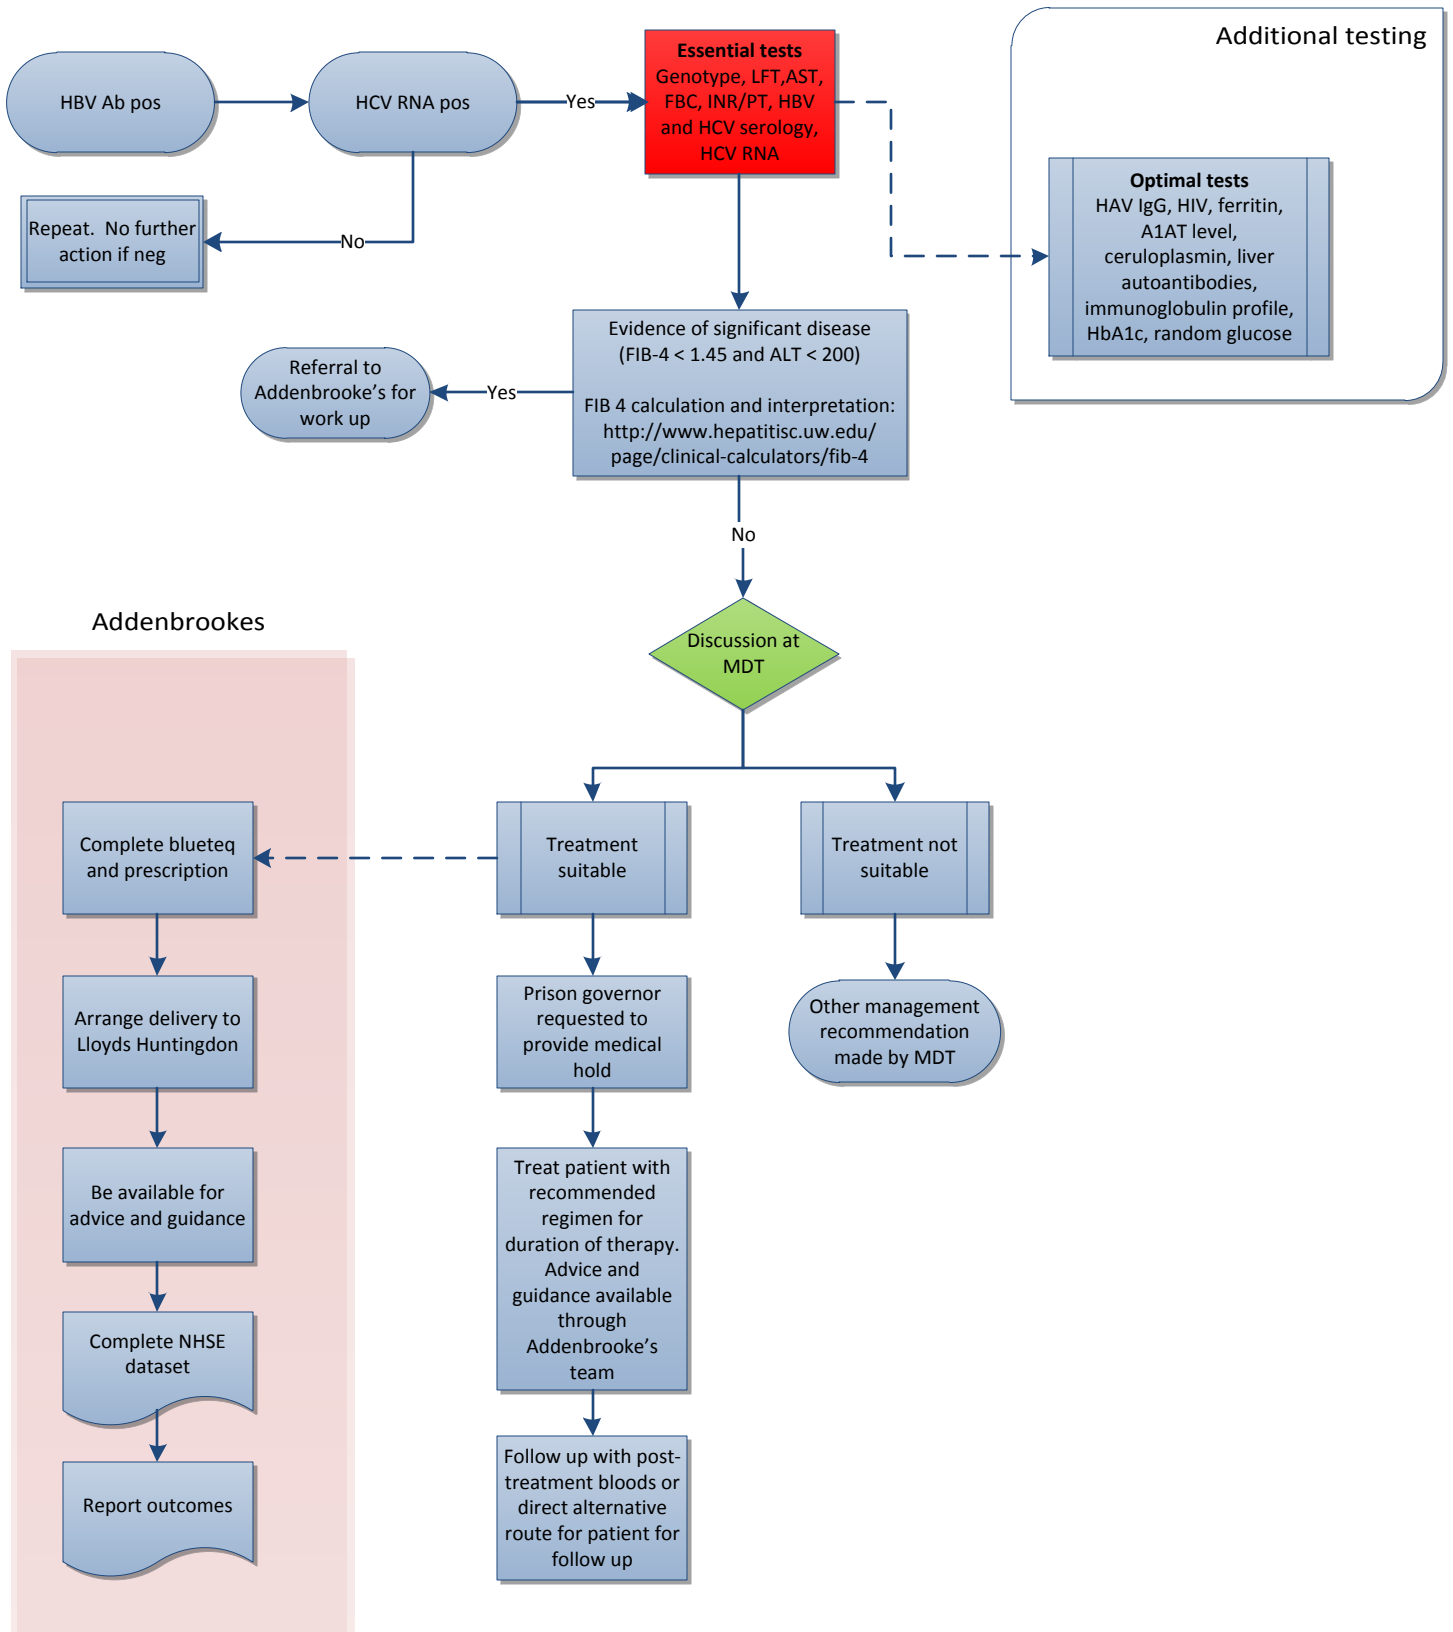 HBV Ab pos
HCV RNA pos
Yes
Essential tests
Genotype, LFT,AST,
FBC, INR/PT, HBV
and HCV serology,
HCV RNA
Additional testing
Optimal tests
HAV IgG, HIV, ferritin,
A1AT level,
ceruloplasmin, liver
autoantibodies,
immunoglobulin profile,
HbA1c, random glucose
No
Repeat.  No further
action if neg
Evidence of significant disease
(FIB-4 < 1.45 and ALT < 200)
FIB 4 calculation and interpretation:
http://www.hepatitisc.uw.edu/
page/clinical-calculators/fib-4
Yes
Referral to
Addenbrooke's for
work up
No
Discussion at
MDT
Addenbrookes
Complete blueteq
and prescription
Treatment
suitable
Treatment not
suitable
Arrange delivery to
Lloyds Huntingdon
Prison governor
requested to
provide medical
hold
Other management
recommendation
made by MDT
Be available for
advice and guidance
Treat patient with
recommended
regimen for
duration of therapy.
Advice and
guidance available
through
Addenbrooke's
team
Complete NHSE
dataset
Report outcomes
Follow up with post-
treatment bloods or
direct alternative
route for patient for
follow up